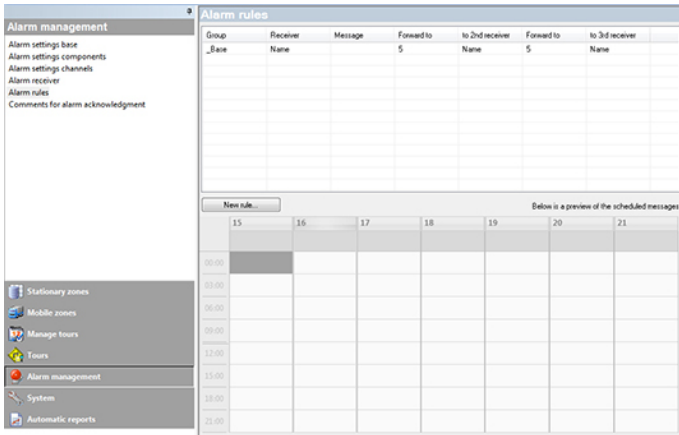 Alarm management
Alarm settings base
Alarm settings components
Alarm settings channels
Alarm receiver
Alarm rules
Comments for alarm acknowledgment
Stationary zones
Mobile zones
Manage tours
Tours
Alarm management
System
Automatic reports
Alarm rules
Group Receiver Message Forward to to 2nd receiver Forward to to 3rd receiver
_Base Name 5 Name 5 Name
New rule...
Below is a preview of the scheduled messages
15 16 17 18 19 20 21
00:00
03:00
06:00
09:00
12:00
15:00
18:00
21:00